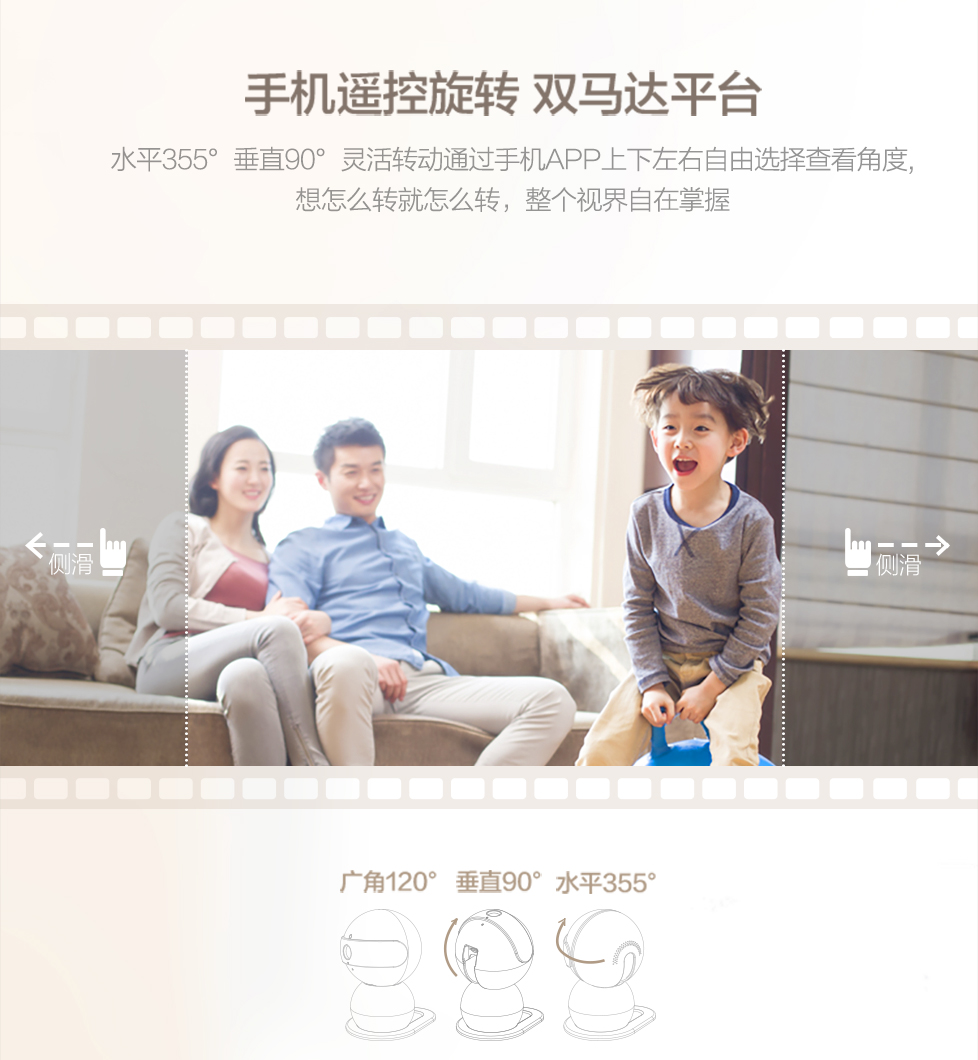 手机遥控旋转 双马达平台
水平355° 垂直90° 灵活转动通过手机APP上下左右自由选择查看角度,
想怎么转就怎么转，整个视界自在掌握
侧滑
侧滑
广角120° 垂直90° 水平355°